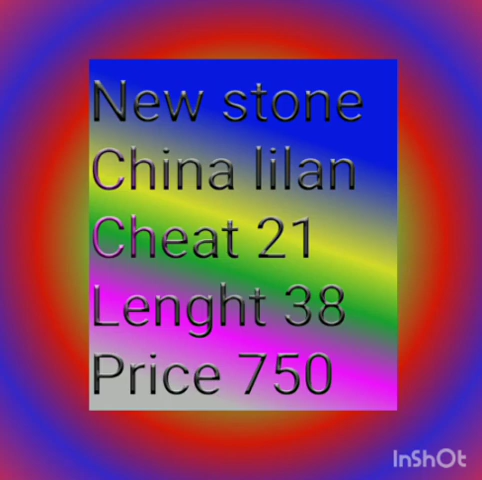 New stone
China lilan
Cheat 21
Lenght 38
Price 750
InShOt